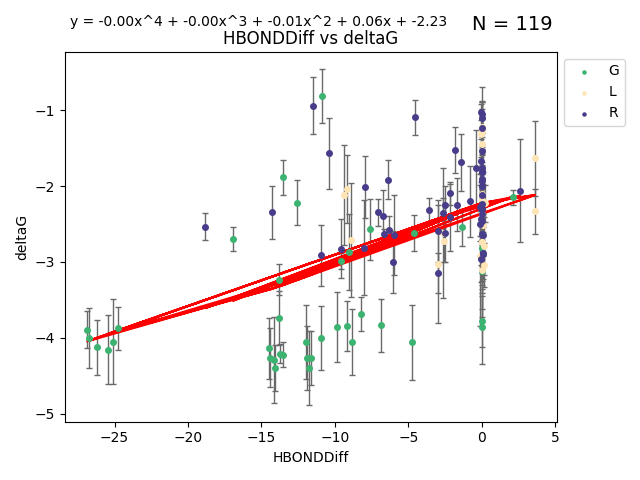 y = -0.00x^4 + -0.00x^3 + -0.01x^2 + 0.06x + -2.23
N = 119
HBONDDiff vs deltaG
G
L
R
−1
−2
−3
−4
−5
deltaG
−25
−20
−15
−10
−5
0
5
HBONDDiff